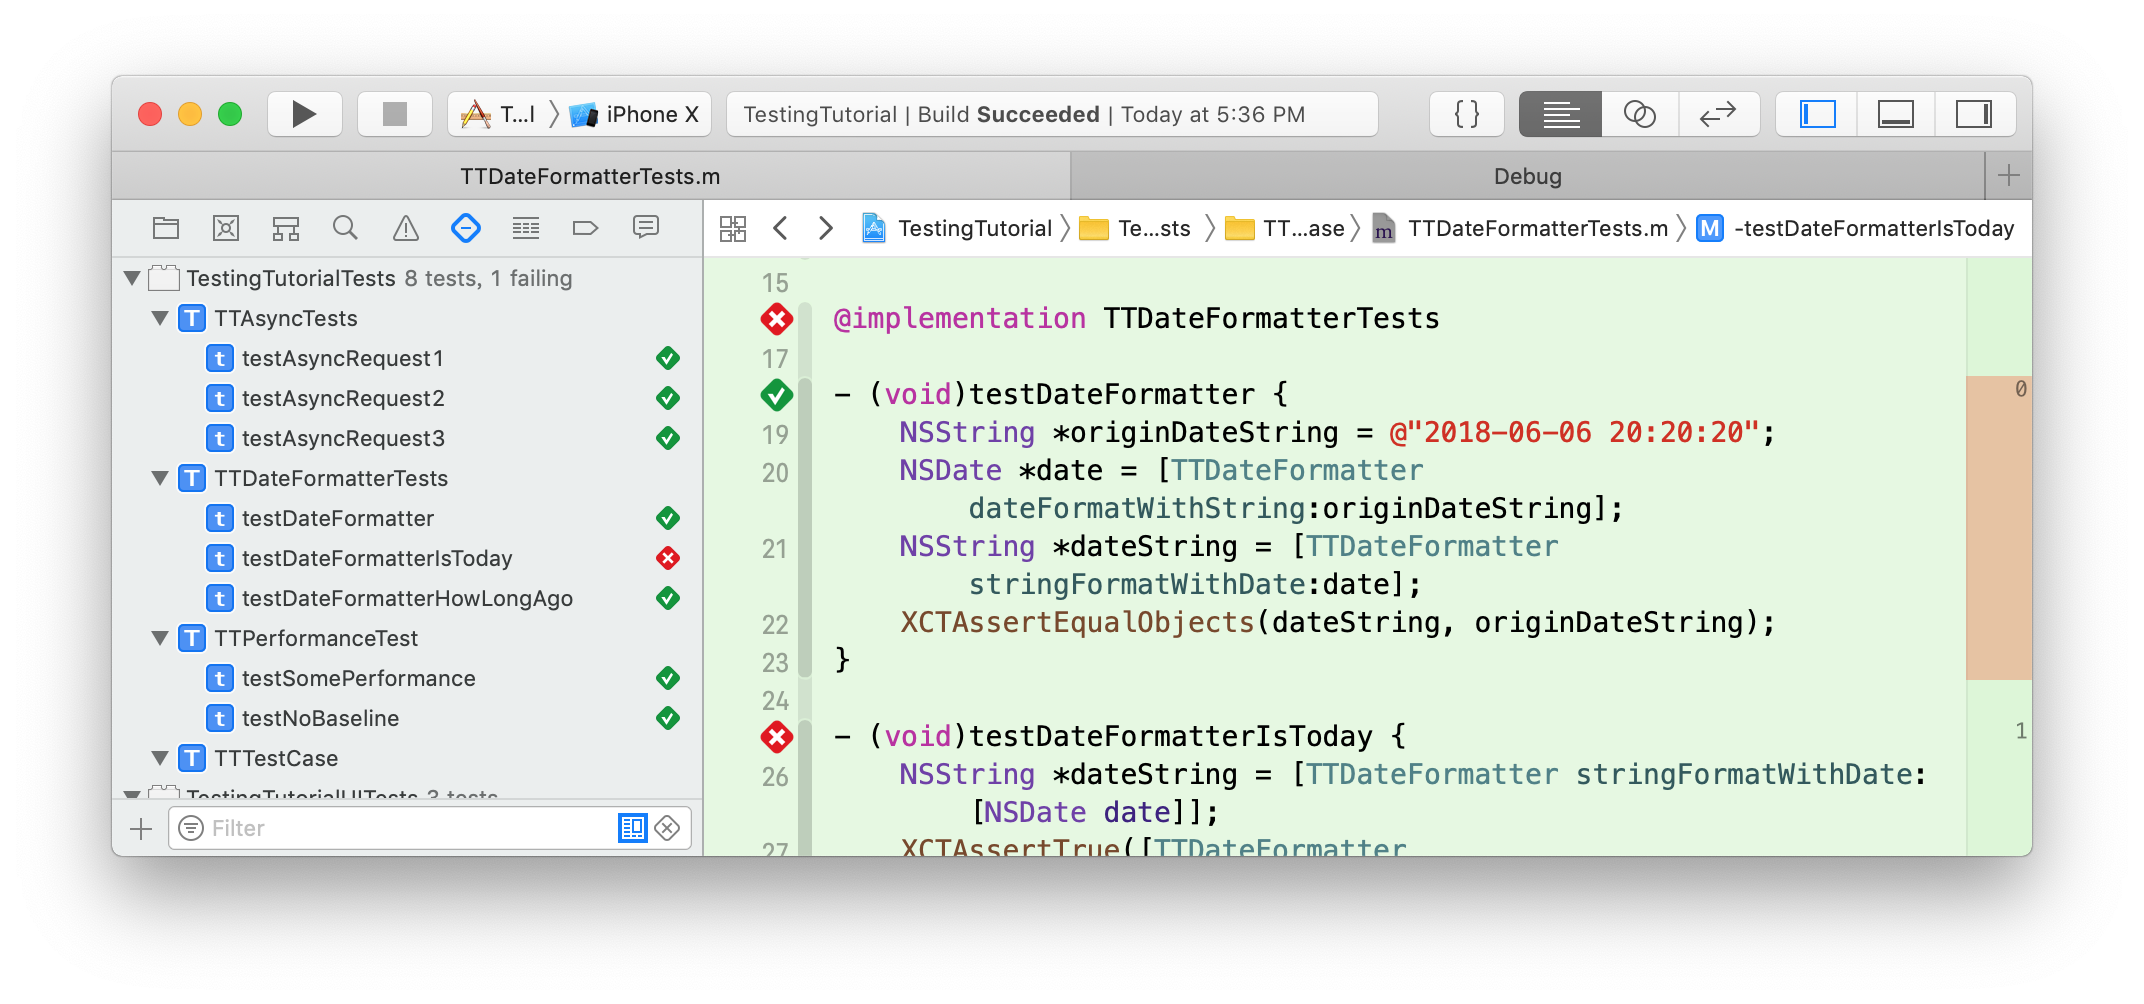 T...l 〉 iPhone X
TestingTutorial | Build Succeeded | Today at 5:36 PM
{ }
TTDateFormatterTests.m
Debug
TestingTutorial 〉 Te...sts 〉 TT...ase 〉 m TTDateFormatterTests.m 〉 M -testDateFormatterIsToday
TestingTutorialTests 8 tests, 1 failing
T TTAsyncTests
t testAsyncRequest1
t testAsyncRequest2
t testAsyncRequest3
T TTDateFormatterTests
t testDateFormatter
t testDateFormatterIsToday
t testDateFormatterHowLongAgo
T TTPerformanceTest
t testSomePerformance
t testNoBaseline
T TTTestCase
TestingTutorialUITests 3 tests
Filter
15
@implementation TTDateFormatterTests
17
- (void)testDateFormatter {
0
19 NSString *originDateString = @"2018-06-06 20:20:20";
20 NSDate *date = [TTDateFormatter
dateFormatWithString:originDateString];
21 NSString *dateString = [TTDateFormatter
stringFormatWithDate:date];
22 XCTAssertEqualObjects(dateString, originDateString);
23 }
24
- (void)testDateFormatterIsToday {
1
26 NSString *dateString = [TTDateFormatter stringFormatWithDate:
[NSDate date]];
27 XCTAssertTrue([TTDateFormatter